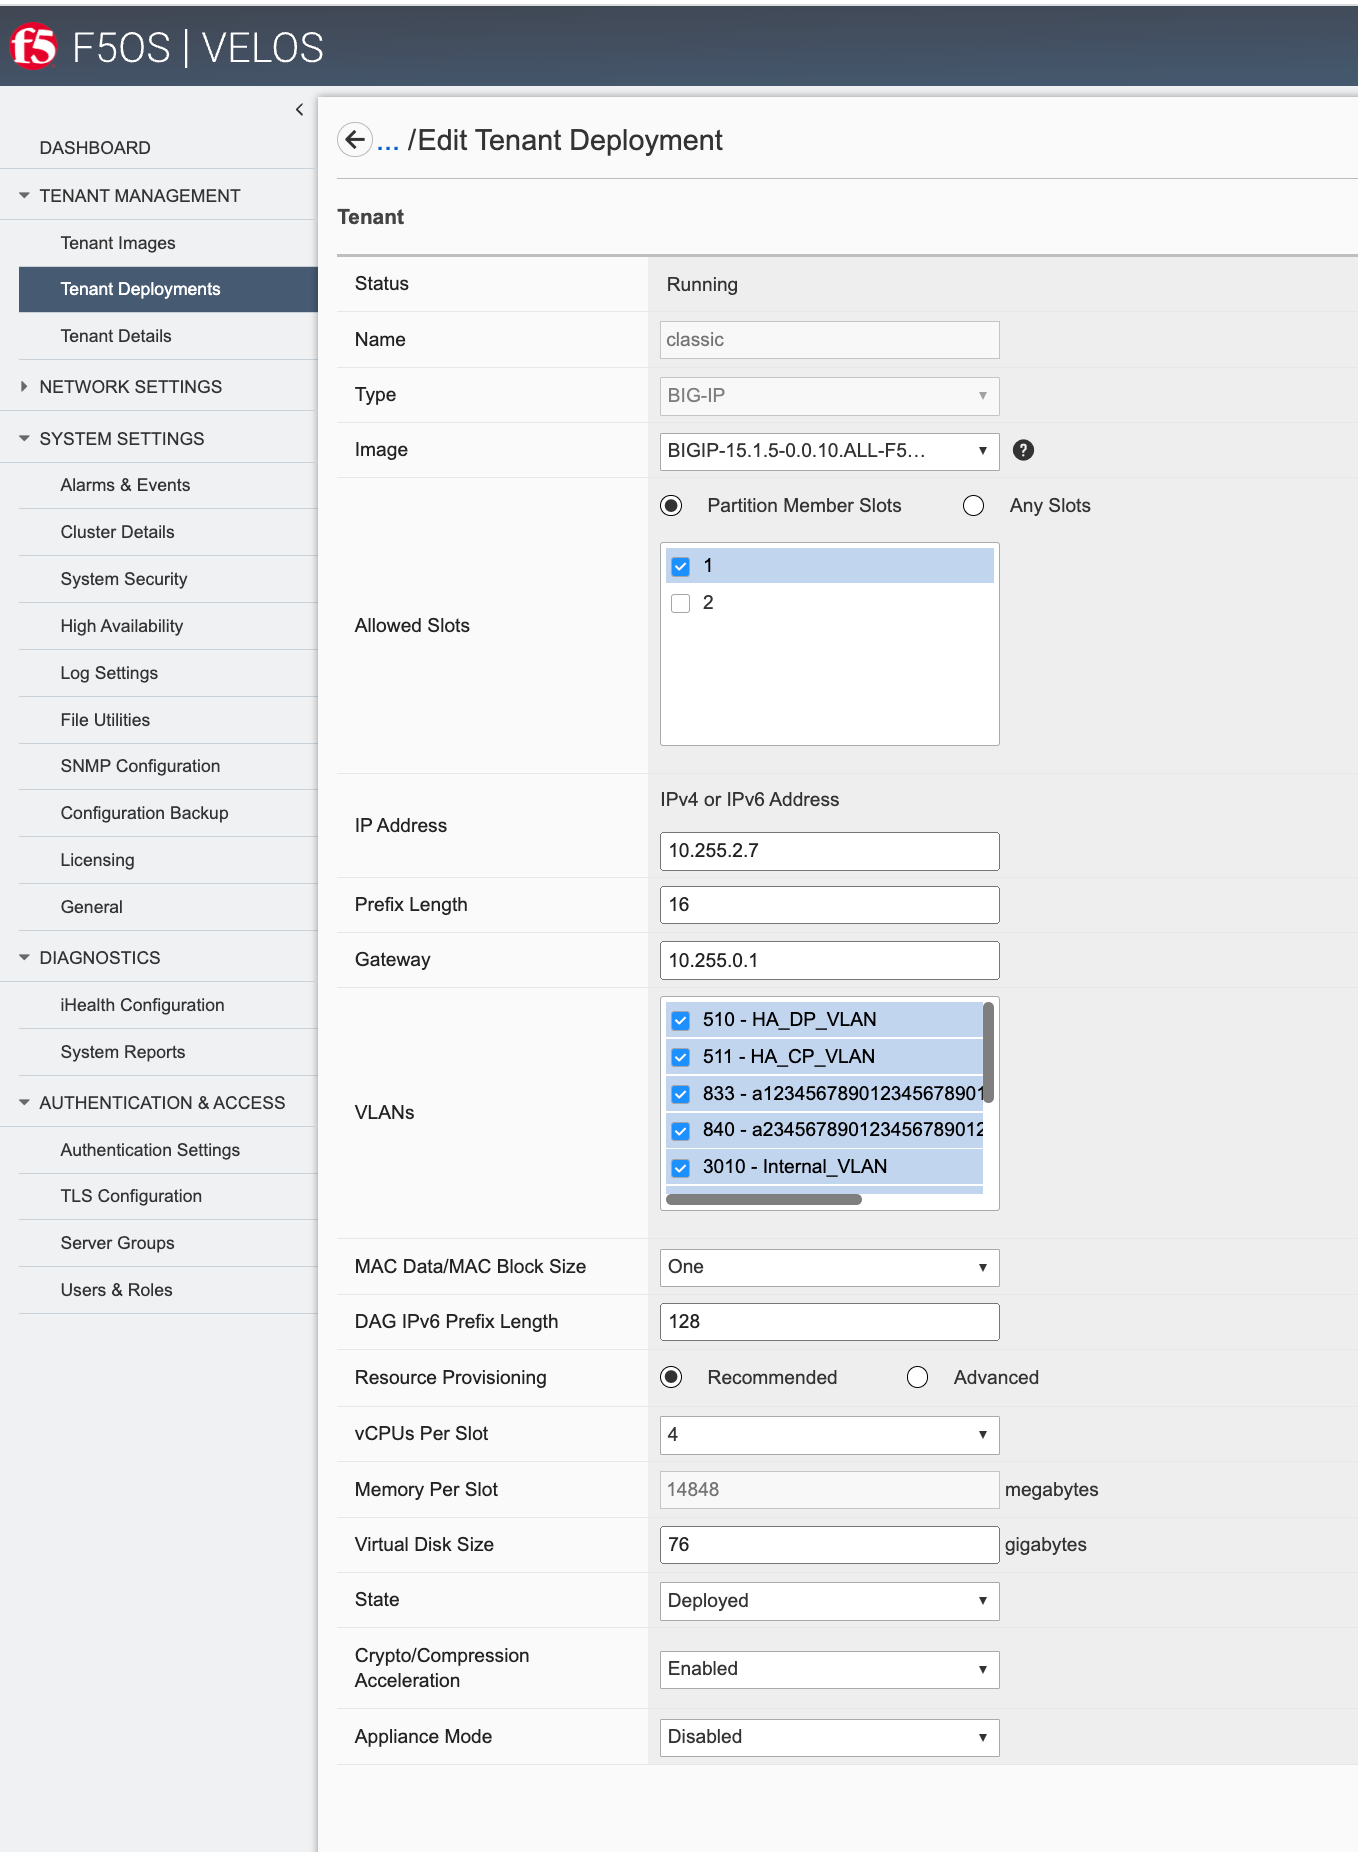 f5 F5OS | VELOS
DASHBOARD
TENANT MANAGEMENT
Tenant Images
Tenant Deployments
Tenant Details
NETWORK SETTINGS
SYSTEM SETTINGS
Alarms & Events
Cluster Details
System Security
High Availability
Log Settings
File Utilities
SNMP Configuration
Configuration Backup
Licensing
General
DIAGNOSTICS
iHealth Configuration
System Reports
AUTHENTICATION & ACCESS
Authentication Settings
TLS Configuration
Server Groups
Users & Roles
... /Edit Tenant Deployment
Tenant
Status Running
Name classic
Type BIG-IP
Image BIGIP-15.1.5-0.0.10.ALL-F5... ?
Allowed Slots
Partition Member Slots Any Slots
1
2
IP Address
IPv4 or IPv6 Address
10.255.2.7
Prefix Length 16
Gateway 10.255.0.1
VLANs
510 - HA_DP_VLAN
511 - HA_CP_VLAN
833 - a123456789012345678901
840 - a234567890123456789012
3010 - Internal_VLAN
MAC Data/MAC Block Size One
DAG IPv6 Prefix Length 128
Resource Provisioning Recommended Advanced
vCPUs Per Slot 4
Memory Per Slot 14848 megabytes
Virtual Disk Size 76 gigabytes
State Deployed
Crypto/Compression
Acceleration Enabled
Appliance Mode Disabled